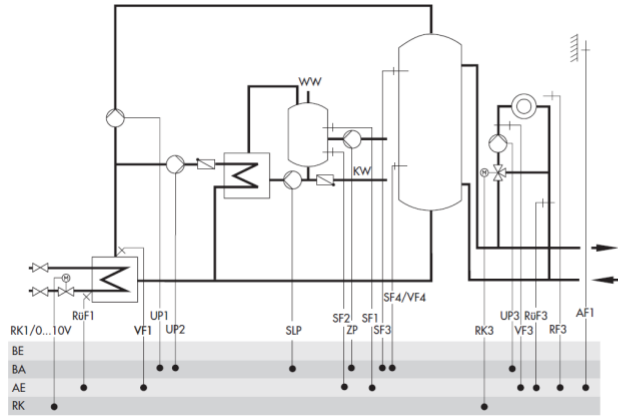 WW
KW
M
M
SF4/VF4
RüF1
UP1
SF2
SF1
UP3
RüF3
AF1
RK1/0...10V
VF1
UP2
SLP
ZP
SF3
RK3
VF3
RF3
BE
BA
AE
RK